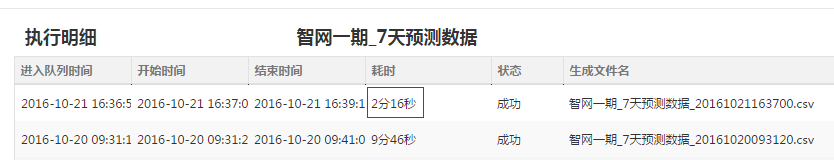 执行明细 智网一期_7天预测数据
进入队列时间 开始时间 结束时间 耗时 状态 生成文件名
2016-10-21 16:36:5 2016-10-21 16:37:0 2016-10-21 16:39:1 2分16秒 成功 智网一期_7天预测数据_20161021163700.csv
2016-10-20 09:31:1 2016-10-20 09:31:2 2016-10-20 09:41:0 9分46秒 成功 智网一期_7天预测数据_20161020093120.csv